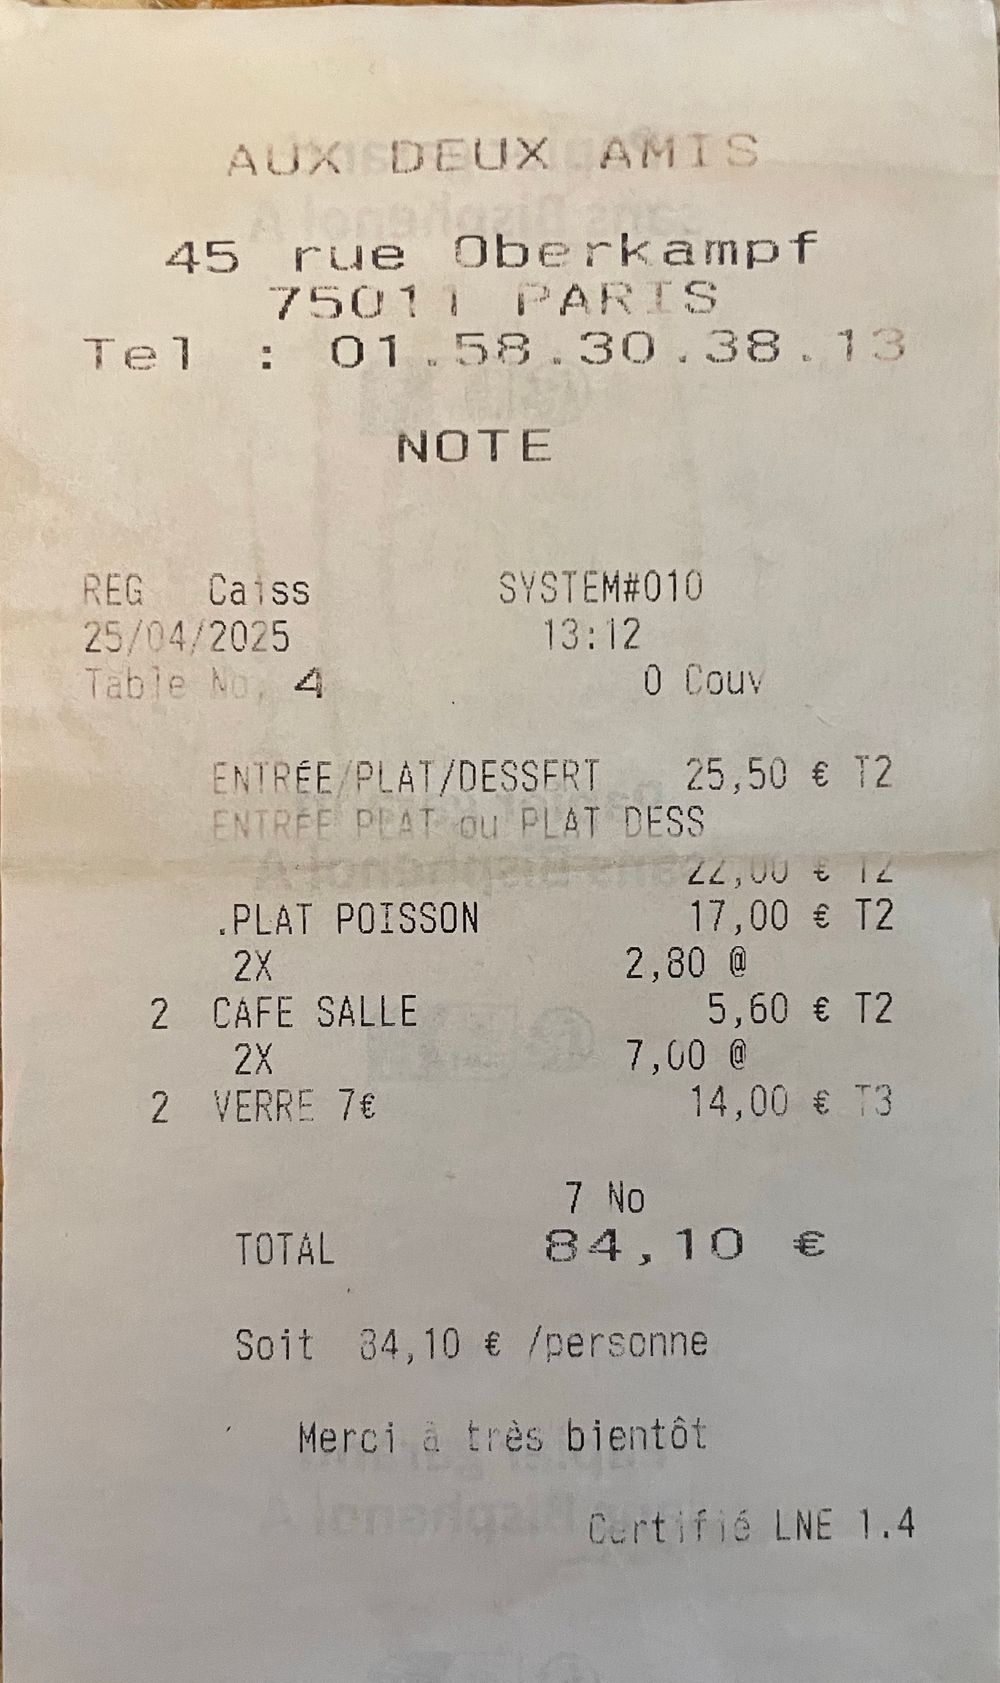 AUX DEUX AMIS
45 rue Oberkampf
75011 PARIS
Tel : 01.58.30.38.13
NOTE
REG Caiss SYSTEM#010
25/04/2025 13:12
Table No. 4 0 Couv
ENTRÉE/PLAT/DESSERT 25,50 € T2
ENTRÉE PLAT ou PLAT DESS
22,00 € T2
.PLAT POISSON 17,00 € T2
2X 2,80 @
2 CAFE SALLE 5,60 € T2
2X 7,00 @
2 VERRE 7€ 14,00 € T3
7 No
TOTAL 84,10 €
Soit 84,10 € /personne
Merci à très bientôt
Certifié LNE 1.4